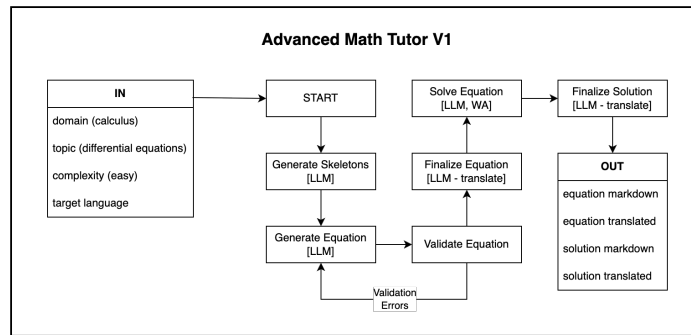 Advanced Math Tutor V1
IN
domain (calculus)
topic (differential equations)
complexity (easy)
target language
START
Generate Skeletons
[LLM]
Generate Equation
[LLM]
Validation
Errors
Validate Equation
Finalize Equation
[LLM - translate]
Solve Equation
[LLM, WA]
Finalize Solution
[LLM - translate]
OUT
equation markdown
equation translated
solution markdown
solution translated